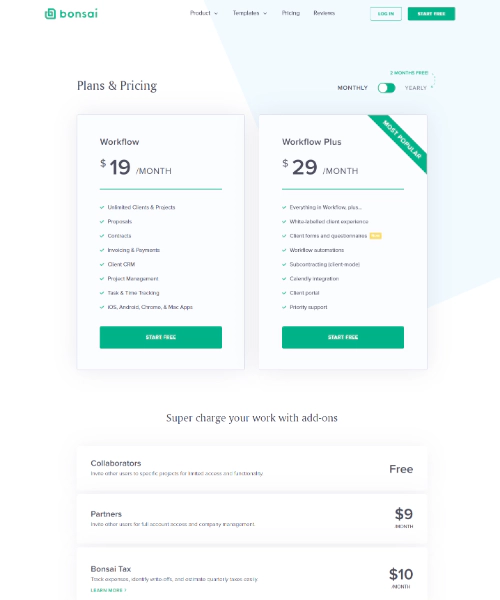 bonsai
Product Templates Pricing Reviews LOG IN START FREE
2 MONTHS FREE
Plans & Pricing
MONTHLY YEARLY
Workflow
$ 19 /MONTH
Unlimited Clients & Projects
Proposals
Contracts
Invoicing & Payments
Client CRM
Project Management
Task & Time Tracking
iOS, Android, Chrome, & Mac Apps
START FREE
MOST POPULAR
Workflow Plus
$ 29 /MONTH
Everything in Workflow, plus...
White-labelled client experience
Client forms and questionnaires
Workflow automations
Subcontracting (client-mode)
Calendly Integration
Client portal
Priority support
START FREE
Super charge your work with add-ons
Collaborators
Invite other users to specific projects for limited access and functionality.
Free
Partners
Invite other users for full account access and company management.
$9
/MONTH
Bonsai Tax
Track expenses, identify write-offs, and estimate quarterly taxes easily.
LEARN MORE
$10
/MONTH